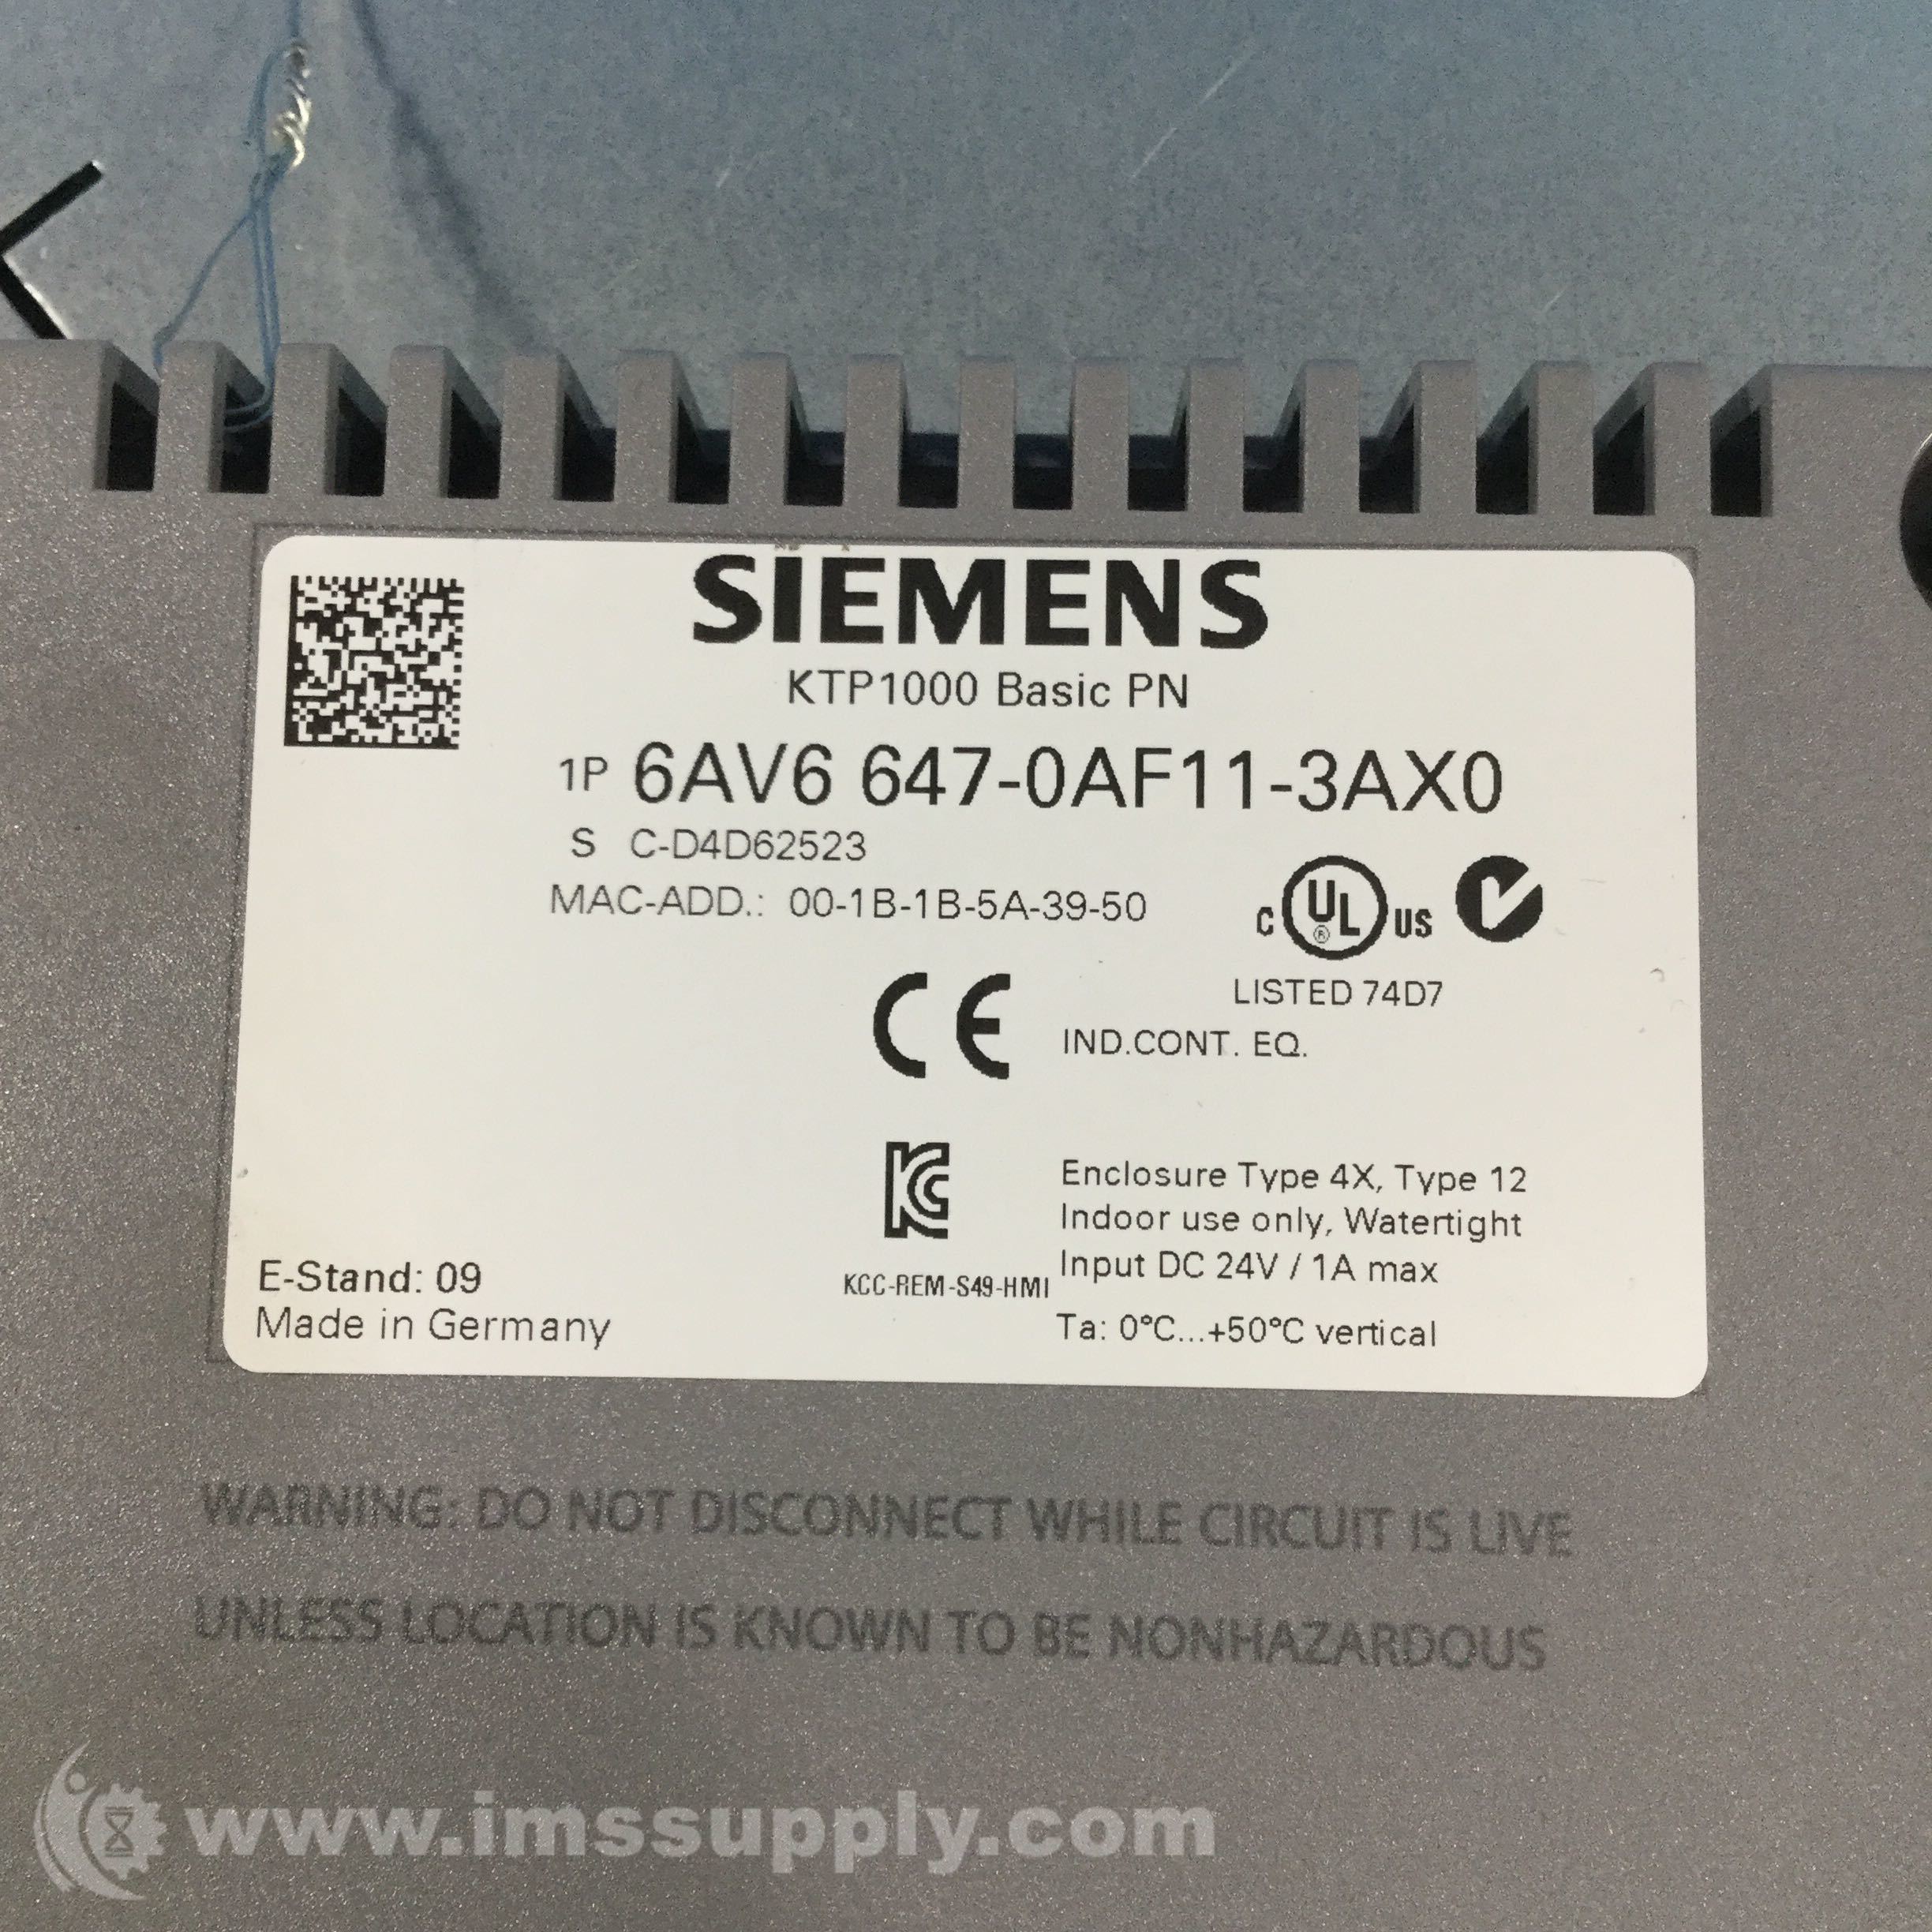 SIEMENS
KTP1000 Basic PN
1P 6AV6 647-0AF11-3AX0
S C-D4D62523
MAC-ADD.: 00-1B-1B-5A-39-50
C UL® US
LISTED 74D7
CE
IND.CONT. EQ.
KC
Enclosure Type 4X, Type 12
Indoor use only, Watertight
Input DC 24V / 1A max
KCC-REM-S49-HMI
Ta: 0°C...+50°C vertical
E-Stand: 09
Made in Germany
WARNING: DO NOT DISCONNECT WHILE CIRCUIT IS LIVE
UNLESS LOCATION IS KNOWN TO BE NONHAZARDOUS
www.imssupply.com